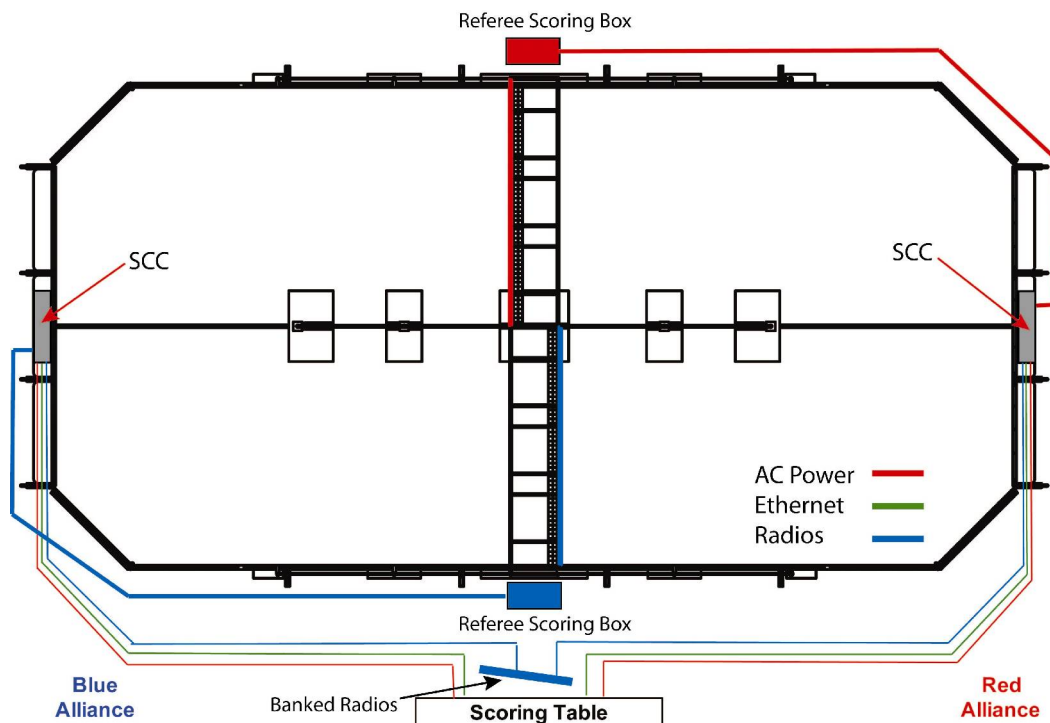 Referee Scoring Box
SCC
SCC
AC Power
Ethernet
Radios
Referee Scoring Box
Blue
Alliance
Banked Radios
Scoring Table
Red
Alliance